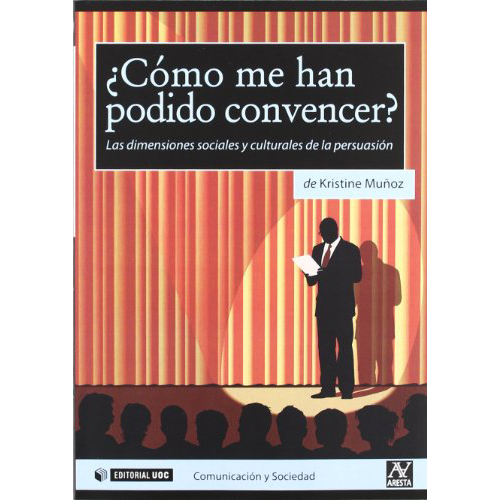 ¿Cómo me han
podido convencer?
Las dimensiones sociales y culturales de la persuasión
de Kristine Muñoz
EDITORIAL UOC
Comunicación y Sociedad
ARESTA